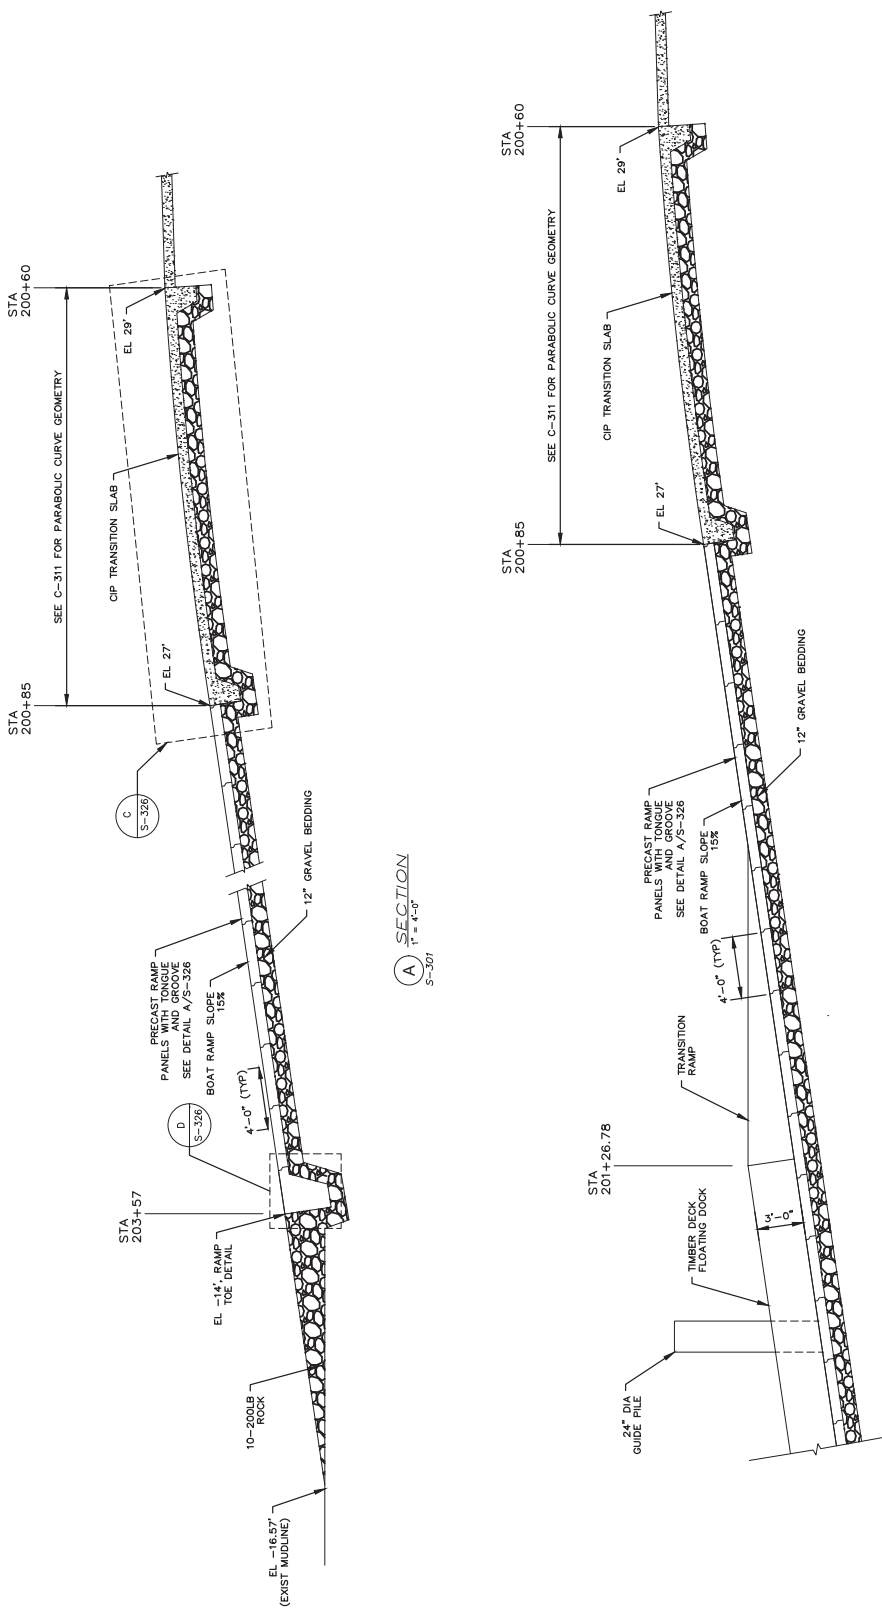 STA
203+57
STA
200+85
STA
200+60
SEE C-311 FOR PARABOLIC CURVE GEOMETRY
C
S-326
D
S-326
EL -16.57'
(EXIST MUDLINE)
10-200LB
ROCK
EL -14', RAMP
TOE DETAIL
4'-0" (TYP)
BOAT RAMP SLOPE
15%
PRECAST RAMP
PANELS WITH TONGUE
AND GROOVE
SEE DETAIL A/S-326
12" GRAVEL BEDDING
EL 27'
CIP TRANSITION SLAB
EL 29'
A
SECTION
1" = 4'-0"
S-301
STA
201+26.78
STA
200+85
STA
200+60
SEE C-311 FOR PARABOLIC CURVE GEOMETRY
24" DIA
GUIDE PILE
TIMBER DECK
FLOATING DOCK
3'-0"
TRANSITION
RAMP
4'-0" (TYP)
BOAT RAMP SLOPE
15%
PRECAST RAMP
PANELS WITH TONGUE
AND GROOVE
SEE DETAIL A/S-326
12" GRAVEL BEDDING
EL 27'
CIP TRANSITION SLAB
EL 29'